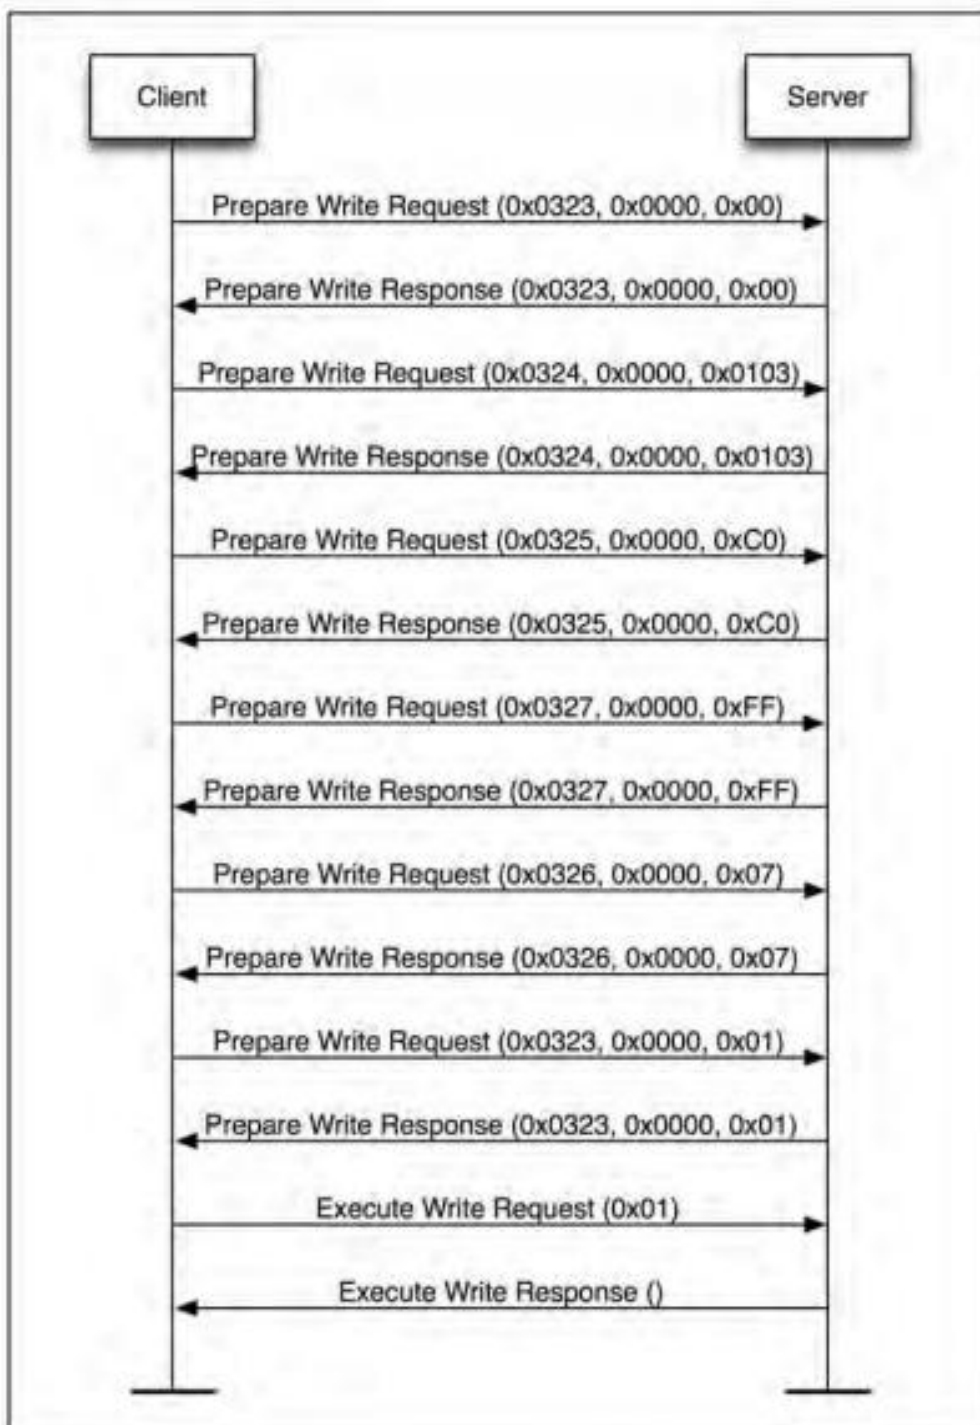 Client
Server
Prepare Write Request (0x0323, 0x0000, 0x00)
Prepare Write Response (0x0323, 0x0000, 0x00)
Prepare Write Request (0x0324, 0x0000, 0x0103)
Prepare Write Response (0x0324, 0x0000, 0x0103)
Prepare Write Request (0x0325, 0x0000, 0xC0)
Prepare Write Response (0x0325, 0x0000, 0xC0)
Prepare Write Request (0x0327, 0x0000, 0xFF)
Prepare Write Response (0x0327, 0x0000, 0xFF)
Prepare Write Request (0x0326, 0x0000, 0x07)
Prepare Write Response (0x0326, 0x0000, 0x07)
Prepare Write Request (0x0323, 0x0000, 0x01)
Prepare Write Response (0x0323, 0x0000, 0x01)
Execute Write Request (0x01)
Execute Write Response ()